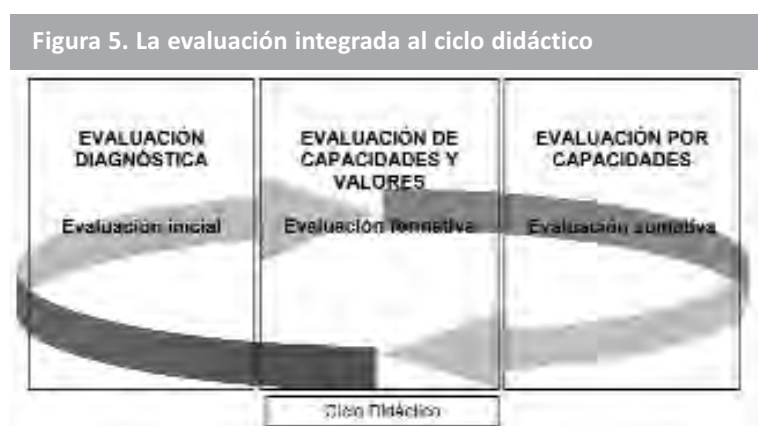 Figura 5. La evaluación integrada al ciclo didáctico
EVALUACIÓN
DIAGNÓSTICA
Evaluación inicial
EVALUACIÓN DE
CAPACIDADES Y
VALORES
Evaluación formativa
EVALUACIÓN POR
CAPACIDADES
Evaluación sumativa
Ciclo Didáctico